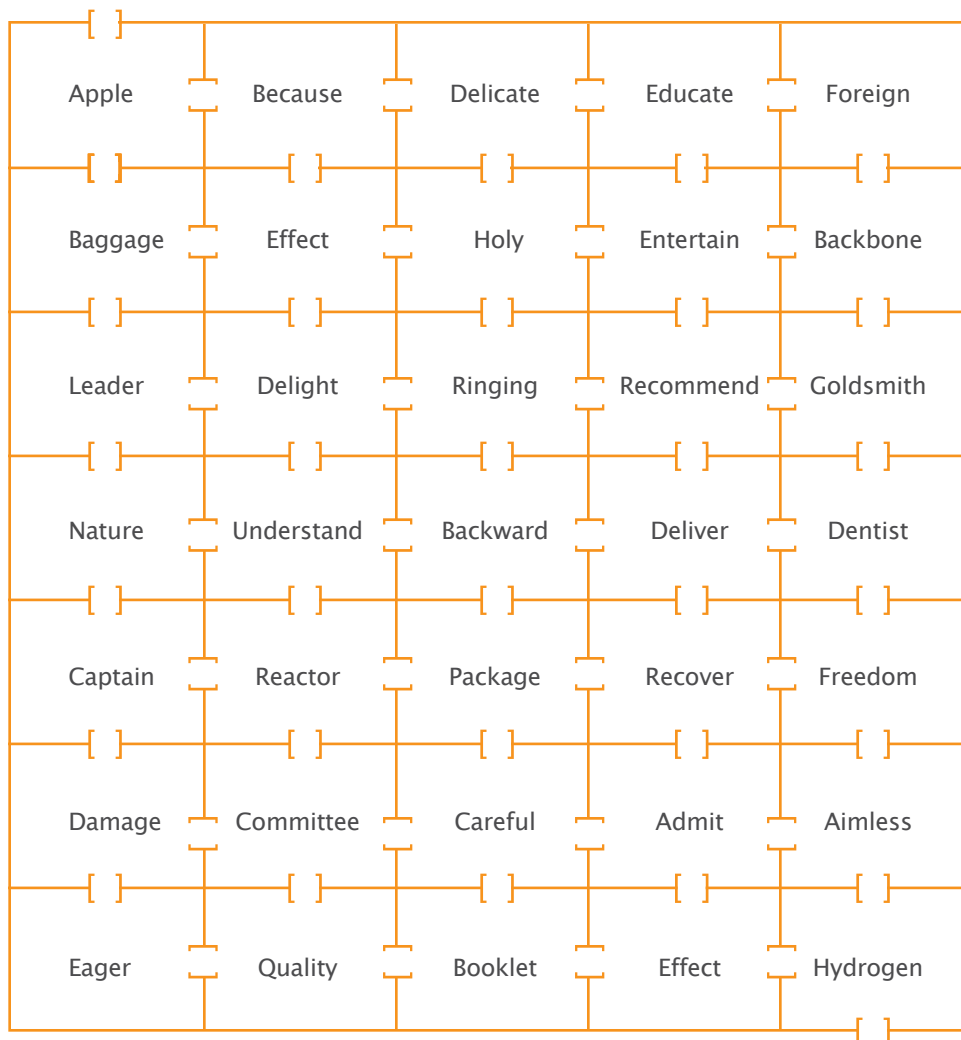 Apple Because Delicate Educate Foreign
Baggage Effect Holy Entertain Backbone
Leader Delight Ringing Recommend Goldsmith
Nature Understand Backward Deliver Dentist
Captain Reactor Package Recover Freedom
Damage Committee Careful Admit Aimless
Eager Quality Booklet Effect Hydrogen